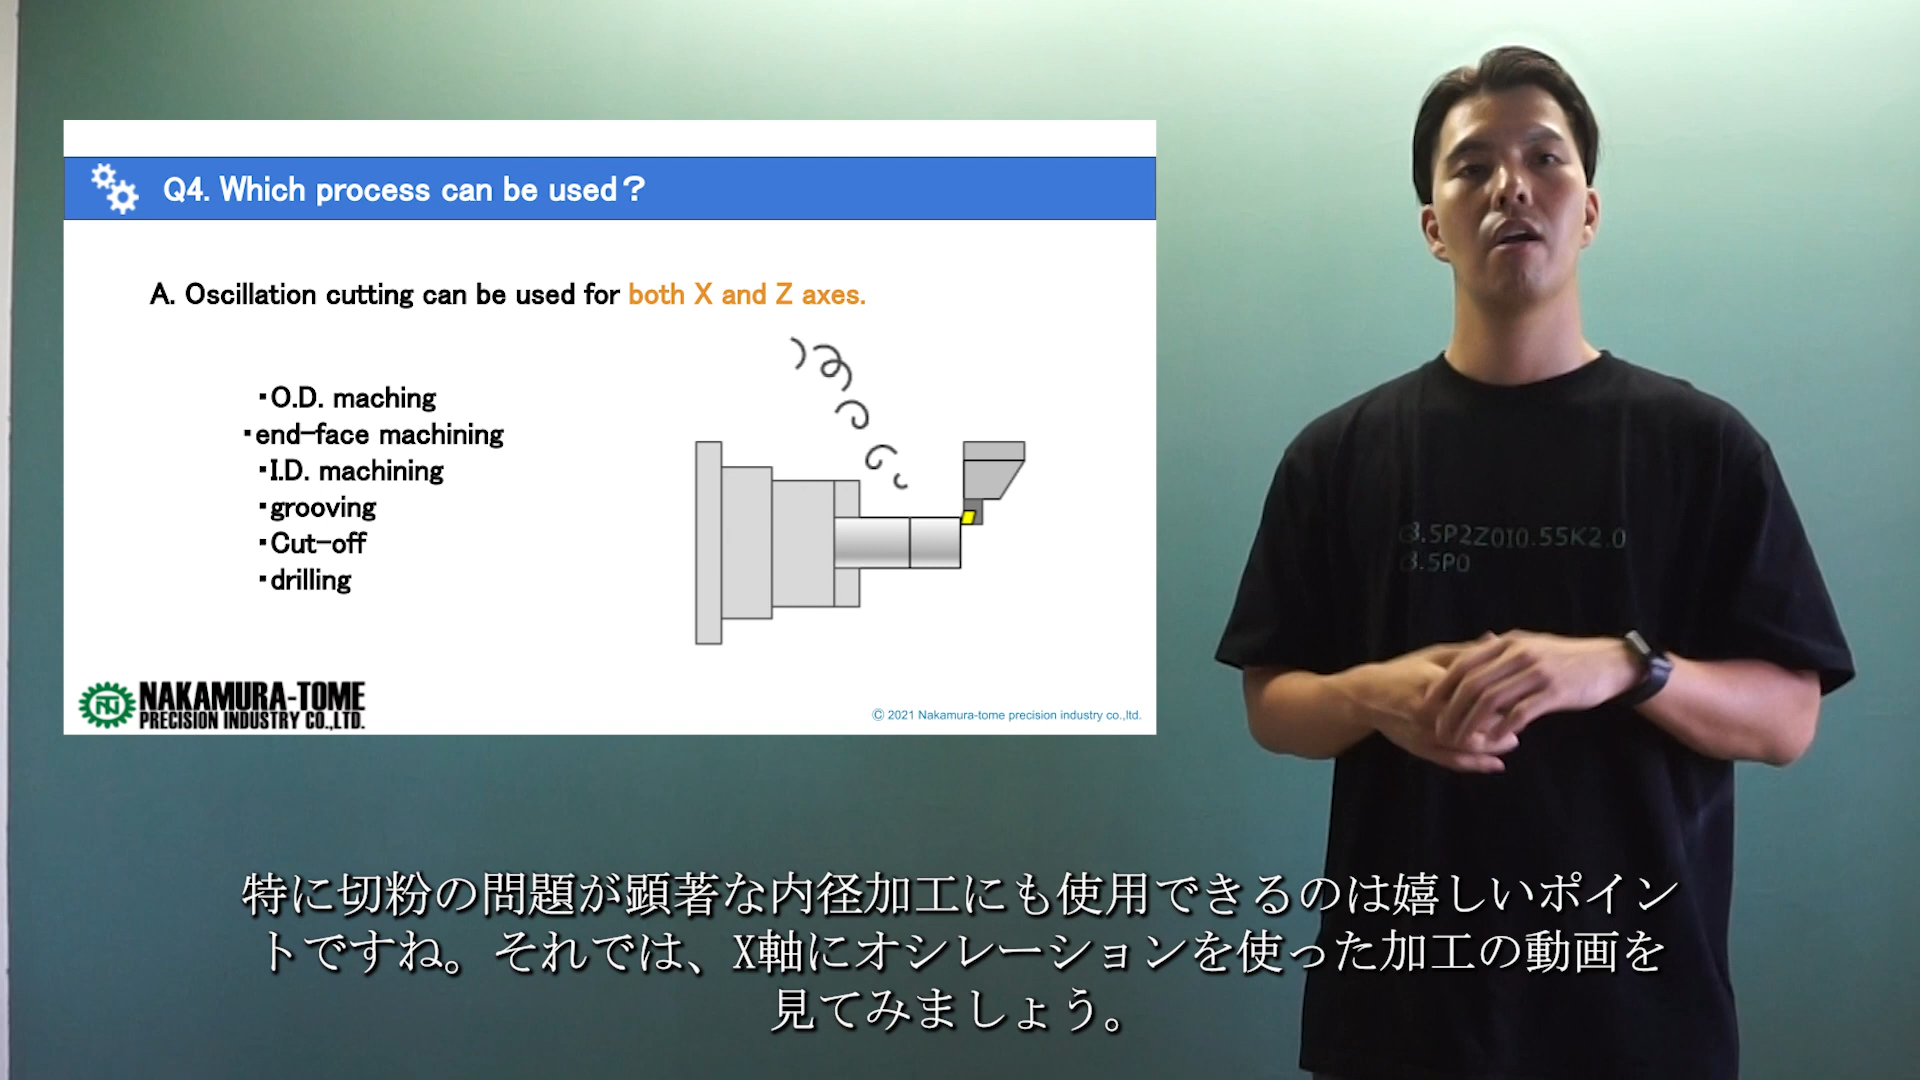 Q4. Which process can be used？
A. Oscillation cutting can be used for both X and Z axes.
・O.D. maching
・end-face machining
・I.D. machining
・grooving
・Cut-off
・drilling
NAKAMURA-TOME
PRECISION INDUSTRY CO.,LTD.
© 2021 Nakamura-tome precision industry co.,ltd.
.5P2Z0I0.55K2.0
.5P0
特に切粉の問題が顕著な内径加工にも使用できるのは嬉しいポイン
トですね。それでは、X軸にオシレーションを使った加工の動画を
見てみましょう。